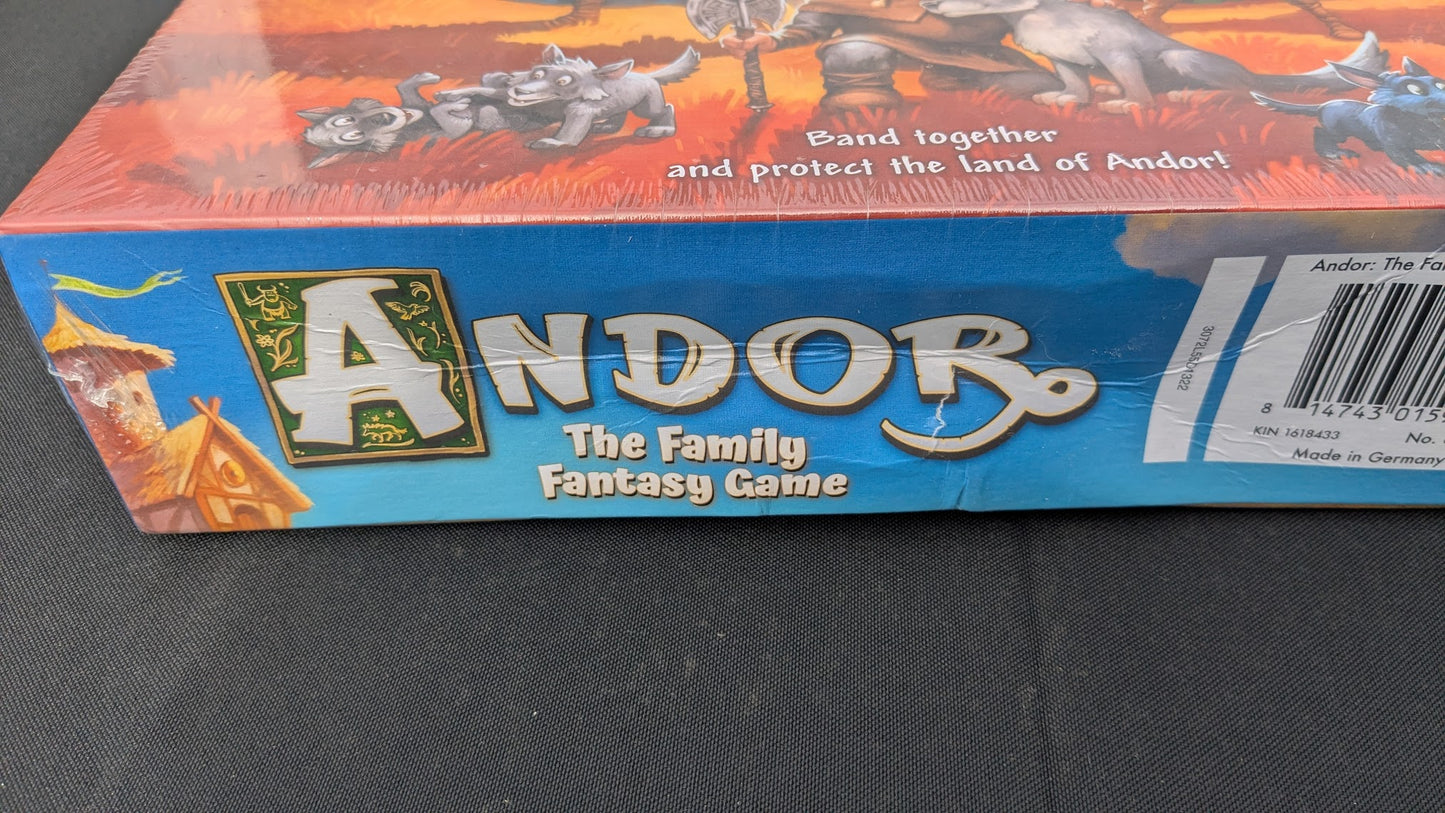 Band together
and protect the land of Andor!
ANDOR
The Family
Fantasy Game
3072L55D1322
Andor: The
8 14743 015
KIN 1618433
No.
Made in Germany